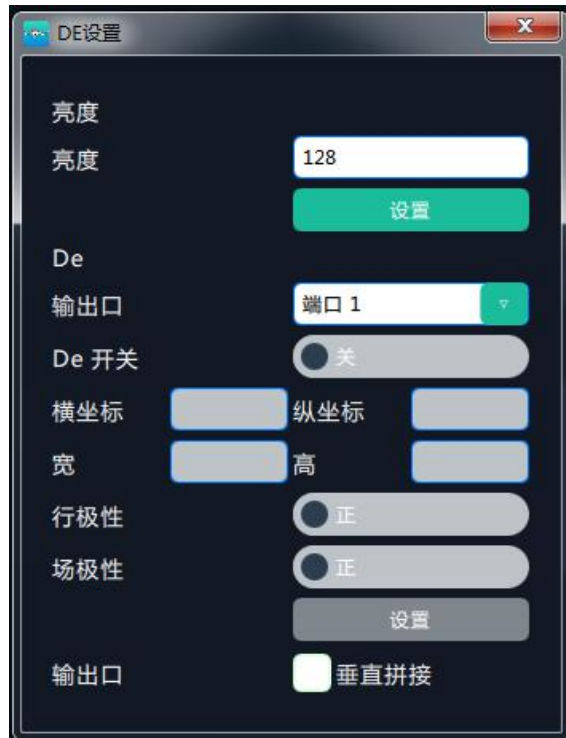 DE设置
亮度
亮度 128
设置
De
输出口 端口 1
De 开关 关
横坐标 纵坐标
宽 高
行极性 正
场极性 正
设置
输出口 垂直拼接